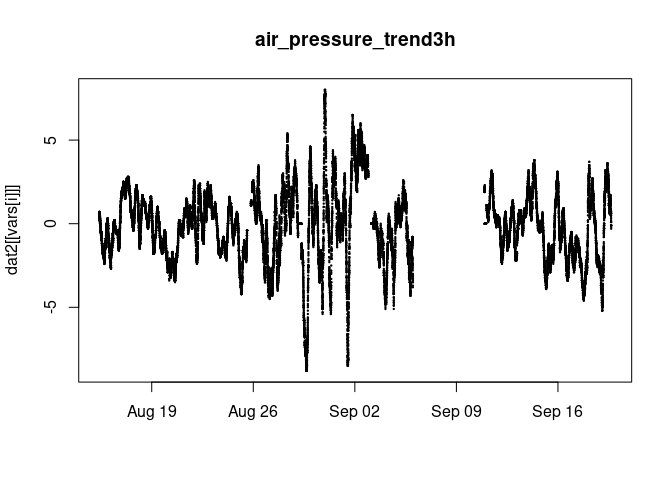 air_pressure_trend3h
dat2[[vars[i]]]
5
0
-5
Aug 19
Aug 26
Sep 02
Sep 09
Sep 16